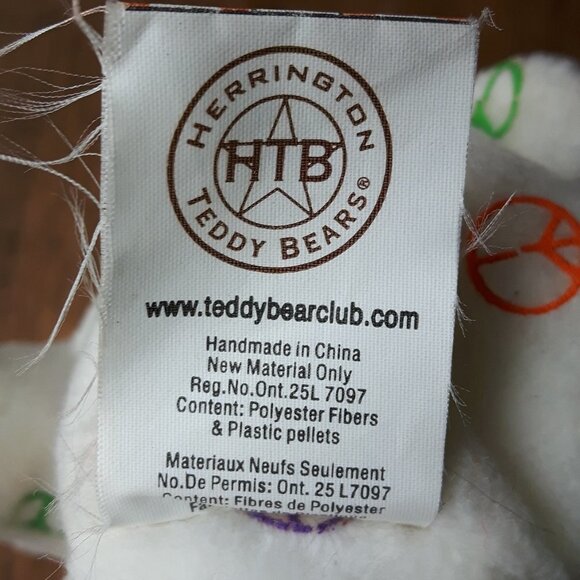 HERRINGTON
HTB
TEDDY BEARS®
www.teddybearclub.com
Handmade in China
New Material Only
Reg.No.Ont.25L 7097
Content: Polyester Fibers
& Plastic pellets
Materiaux Neufs Seulement
No.De Permis: Ont. 25 L7097
Content: Fibres de Polyester